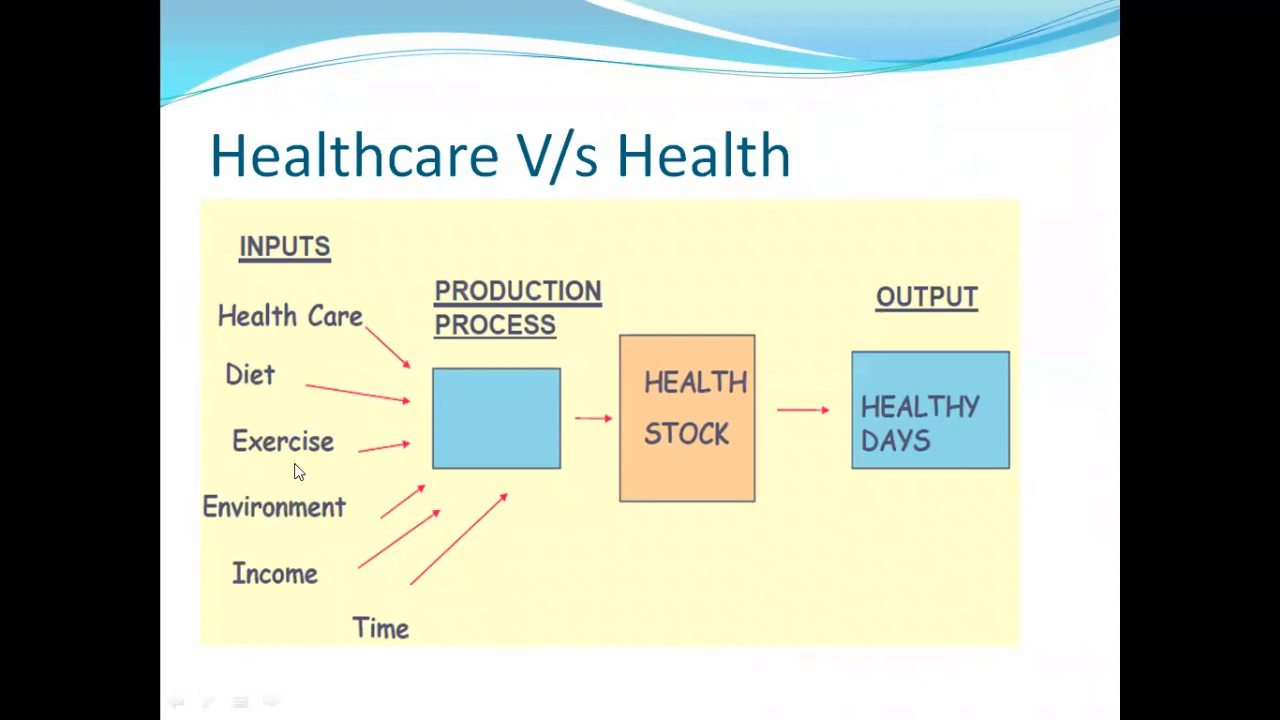 Healthcare V/s Health
INPUTS
Health Care
Diet
Exercise
Environment
Income
Time
PRODUCTION
PROCESS
HEALTH
STOCK
OUTPUT
HEALTHY
DAYS